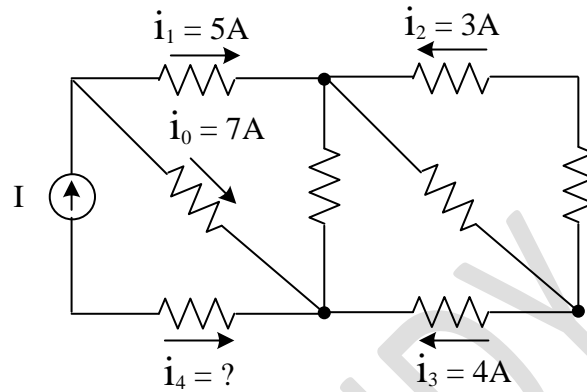 i₁ = 5A
i₂ = 3A
i₀ = 7A
I
i₄ = ?
i₃ = 4A